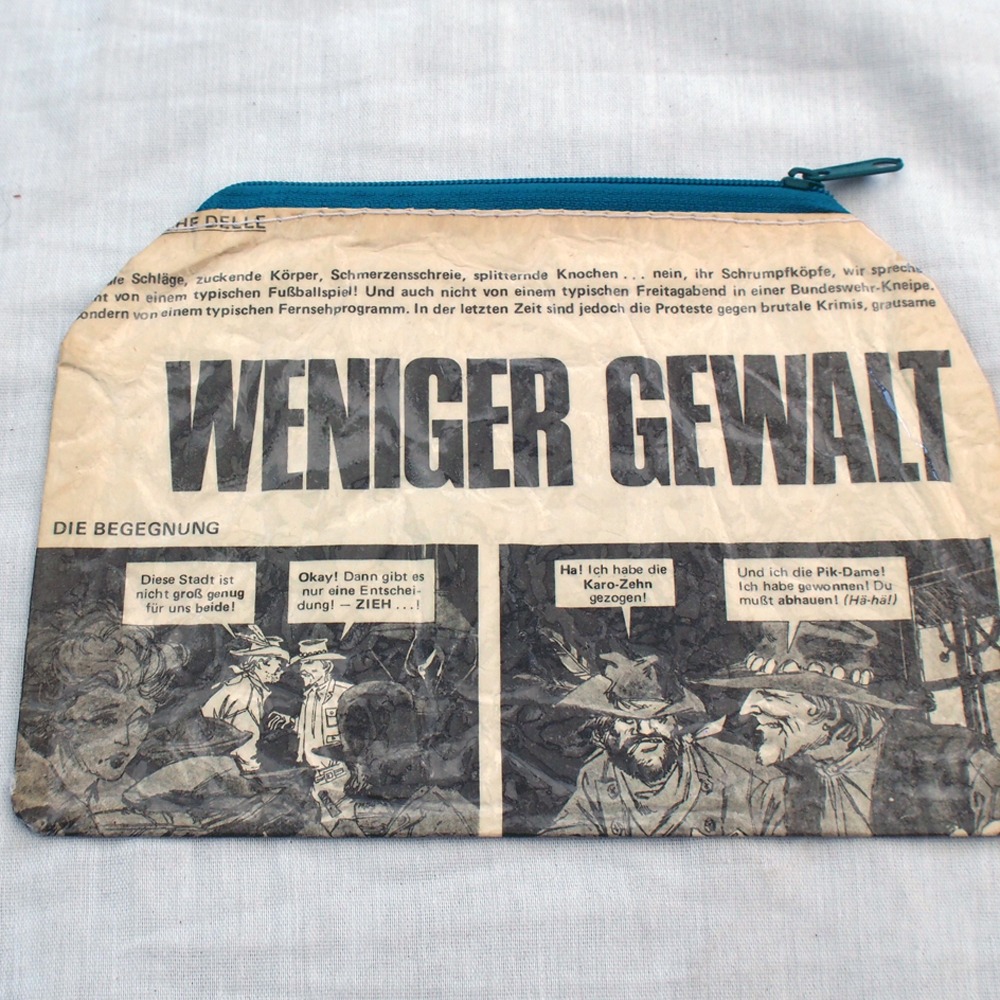 HE DELLE
le Schläge, zuckende Körper, Schmerzensschreie, splitternde Knochen . . . nein, ihr Schrumpfköpfe, wir spreche
nt von einem typischen Fußballspiel! Und auch nicht von einem typischen Freitagabend in einer Bundeswehr-Kneipe.
ondern von einem typischen Fernsehprogramm. In der letzten Zeit sind jedoch die Proteste gegen brutale Krimis, grausame
WENIGER GEWALT
DIE BEGEGNUNG
Diese Stadt ist
nicht groß genug
für uns beide!
Okay! Dann gibt es
nur eine Entschei-
dung! — ZIEH . . .!
Ha! Ich habe die
Karo-Zehn
gezogen!
Und ich die Pik-Dame!
Ich habe gewonnen! Du
mußt abhauen! (Hä-hä!)